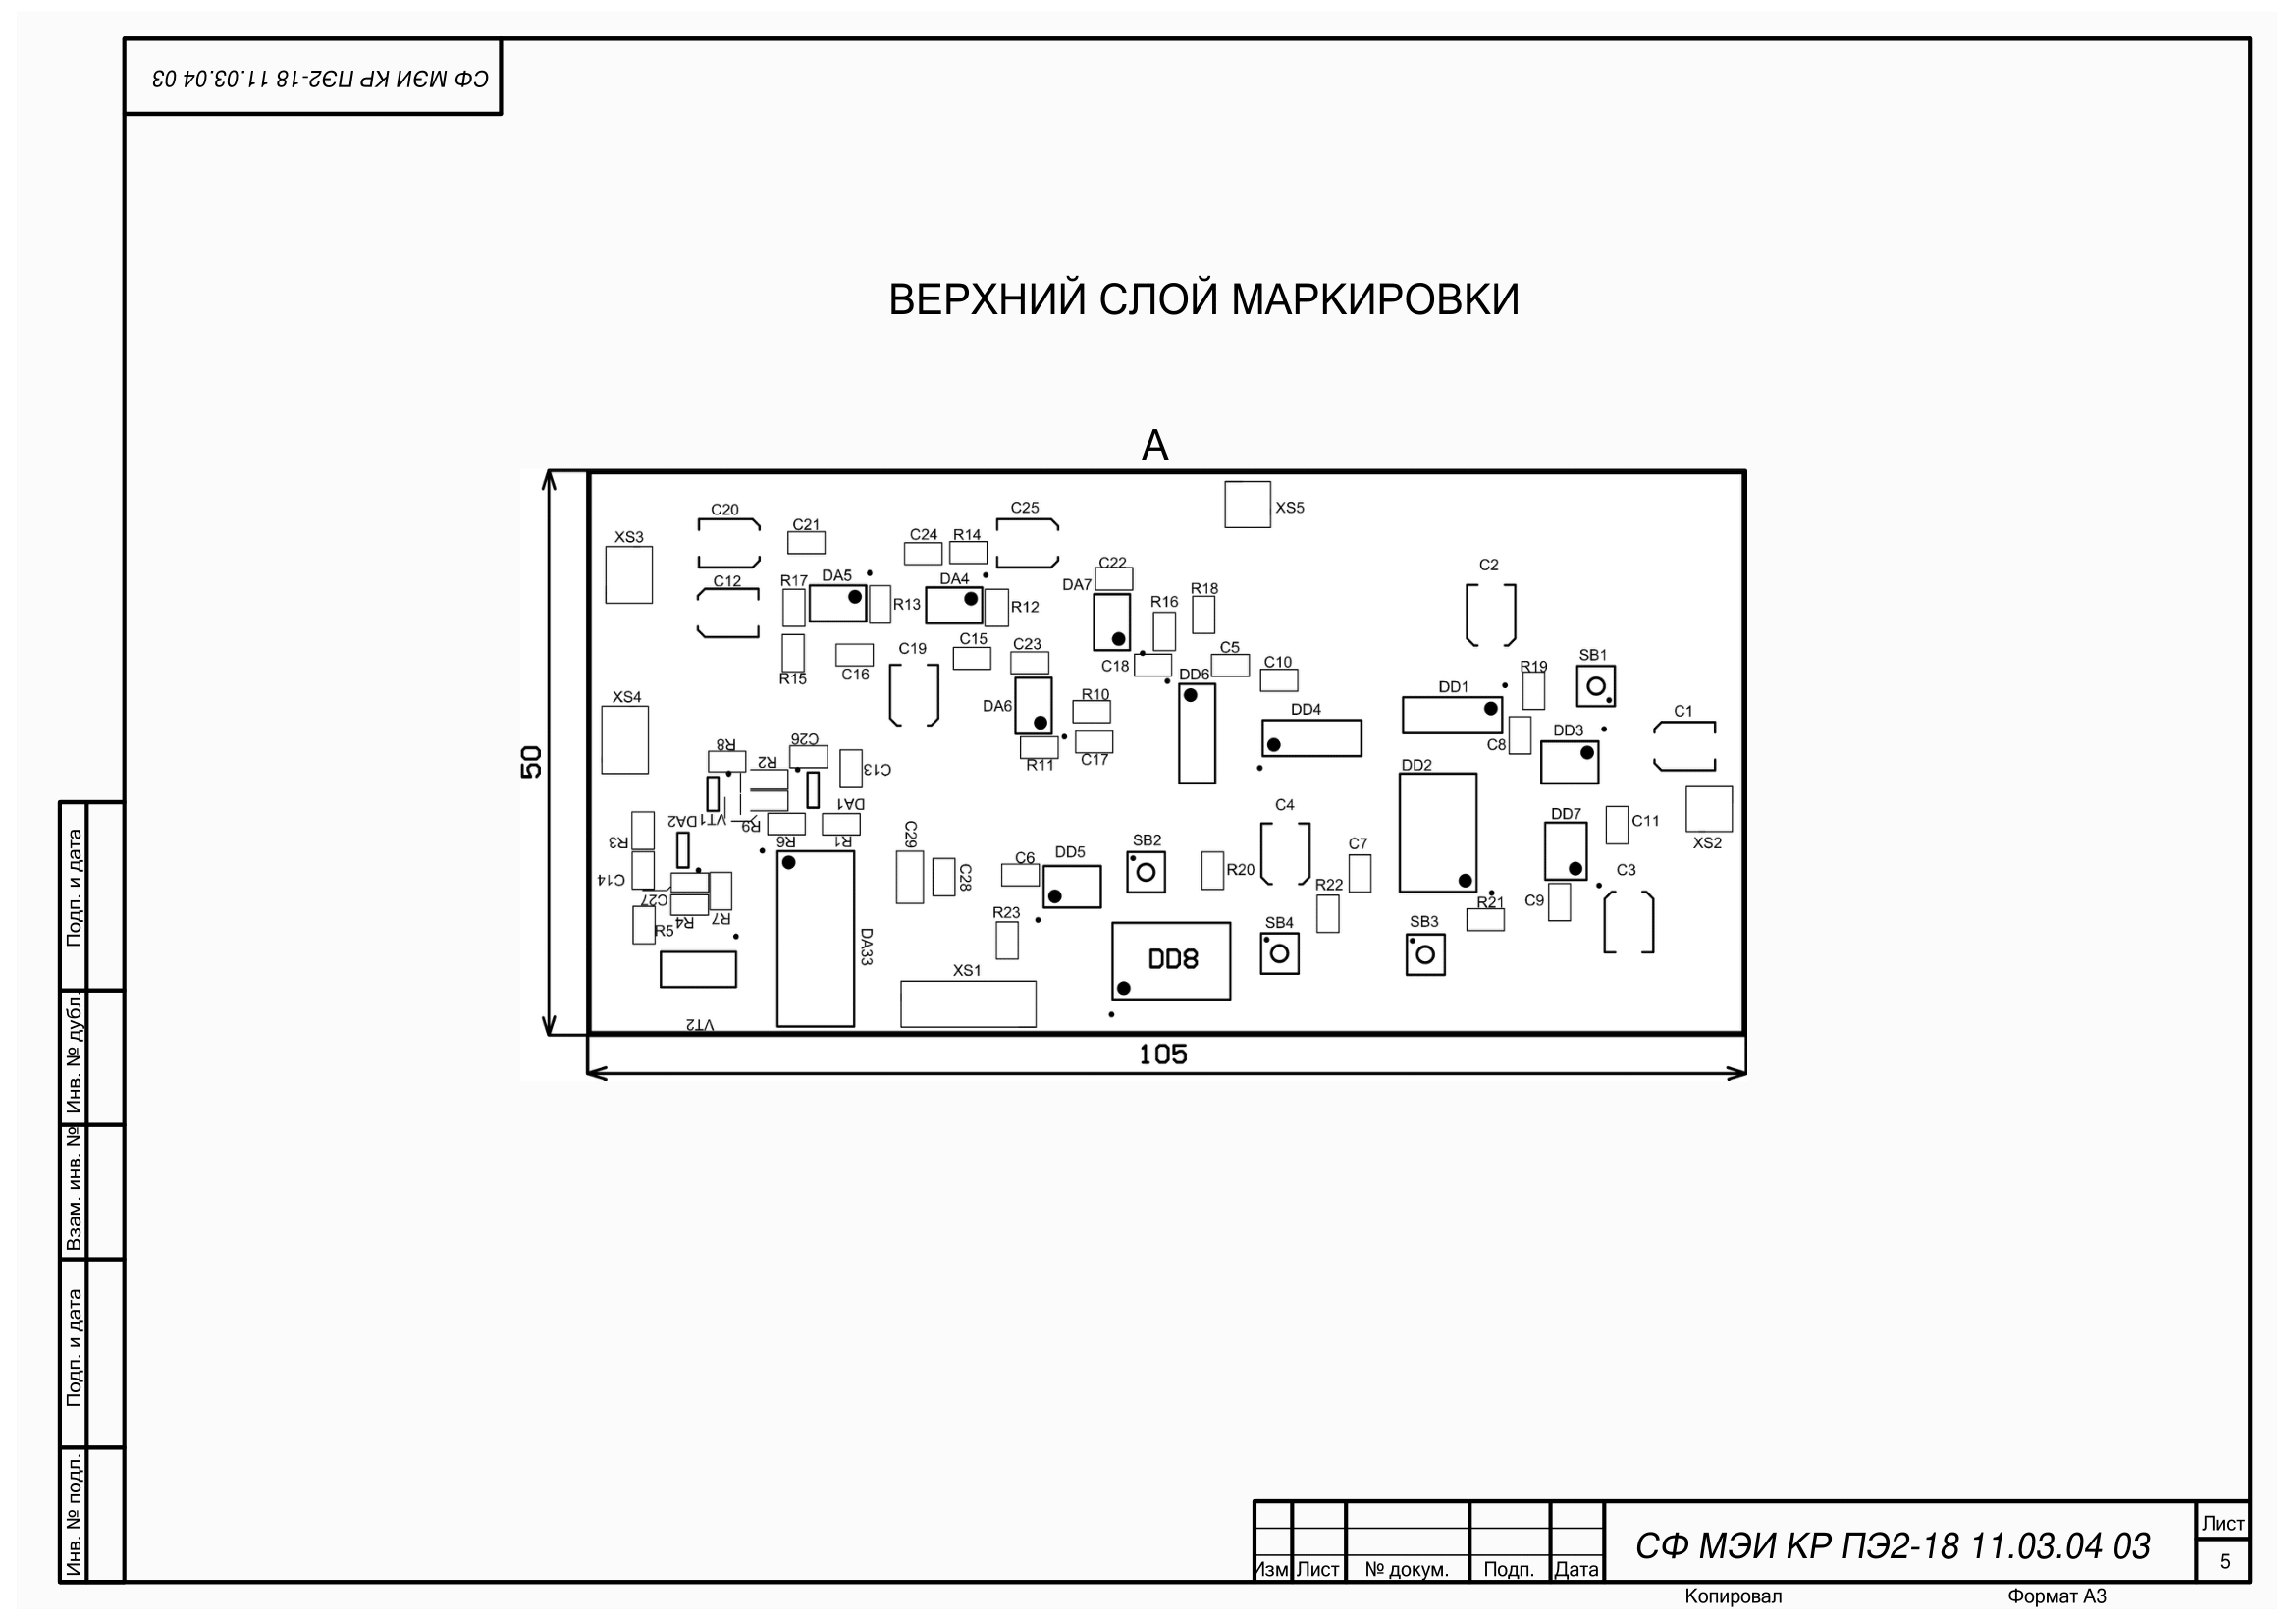 СФ МЭИ КР ПЭ2-18 11.03.04 03
ВЕРХНИЙ СЛОЙ МАРКИРОВКИ
А
XS5
C20
C25
C21
XS3
C24
R14
C22
C2
DA5
DA4
DA7
R17
C12
R18
R13
R12
R16
C15
C19
C23
C5
SB1
C18
C10
R19
R15
C16
DD6
DD1
XS4
R10
DA6
DD4
C1
DD3
R8
C26
C8
R2
R11
C17
C13
DD2
50
DA1
C4
DA2
VT1
R9
DD7
C11
R3
R6
R1
C29
SB2
C7
XS2
DD5
C6
C14
C28
R20
C3
R22
C27
R4
R7
C9
R21
R23
R5
SB4
SB3
DA33
DD8
XS1
VT2
105
Подп. и дата
Инв. № дубл.
Взам. инв. №
Подп. и дата
Инв. № подл.
Изм
Лист
№ докум.
Подп.
Дата
СФ МЭИ КР ПЭ2-18 11.03.04 03
Лист
5
Копировал
Формат А3